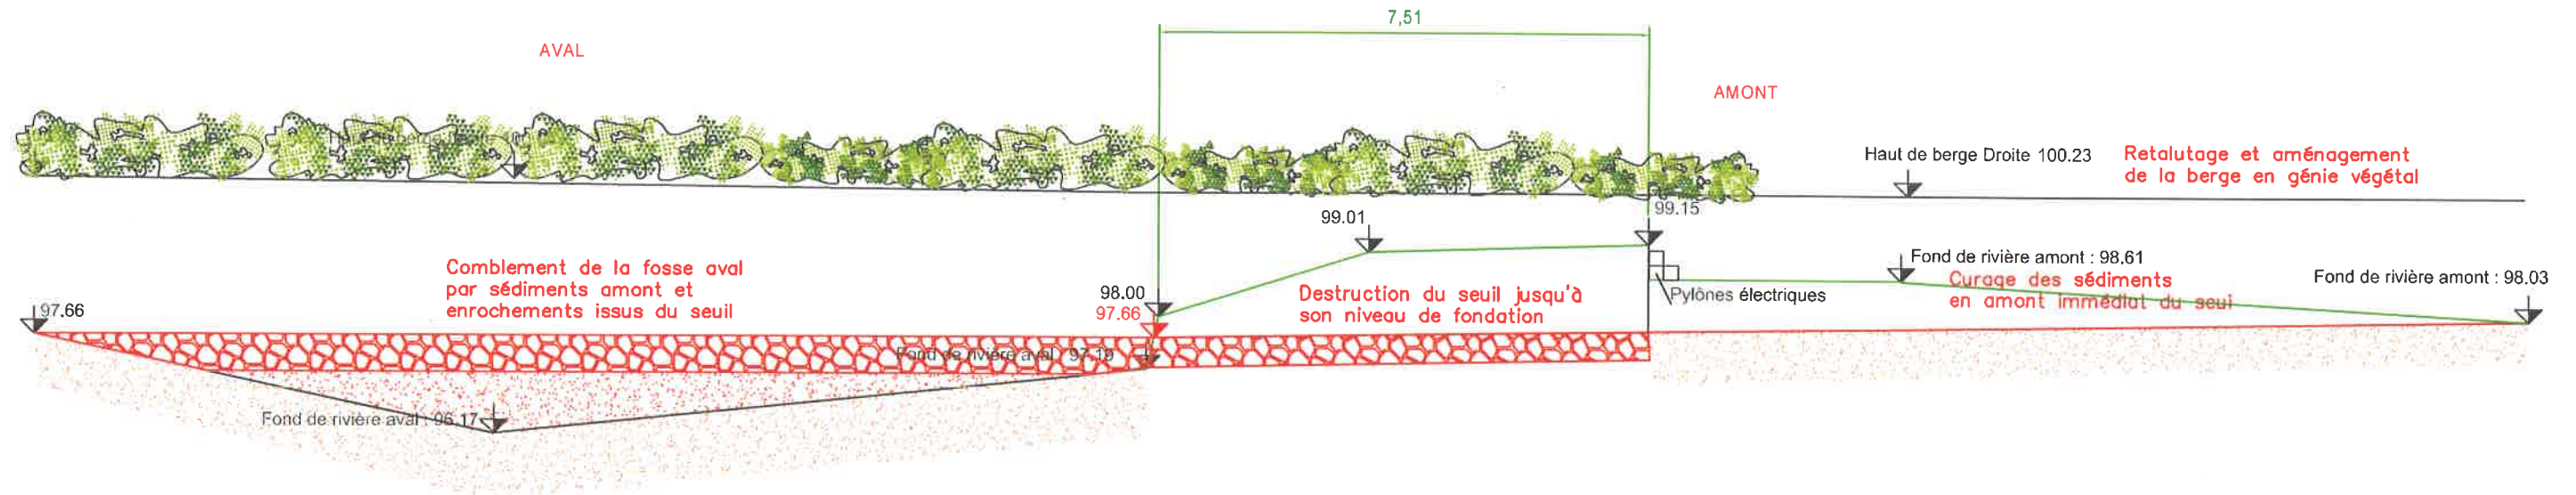 7,51
AVAL
AMONT
Haut de berge Droite 100.23
Retalutage et aménagement
de la berge en génie végétal
99.01
99.15
Comblement de la fosse aval
par sédiments amont et
enrochements issus du seuil
Destruction du seuil jusqu'à
son niveau de fondation
Fond de rivière amont : 98.61
Curage des sédiments
en amont immédiat du seui
Fond de rivière amont : 98.03
Pylônes électriques
98.00
97.66
97.66
Fond de rivière aval : 97.19
Fond de rivière aval : 96.17